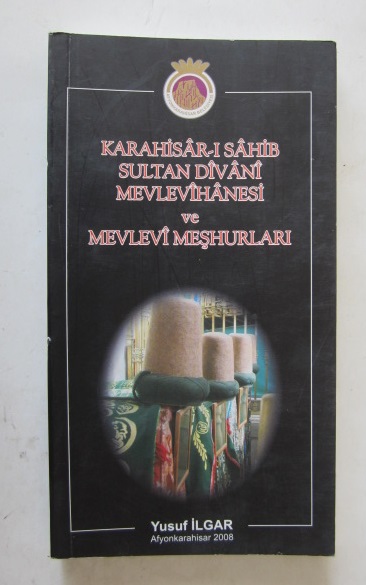 KARAHİSÂR-I SÂHİB
SULTAN DÎVÂNÎ
MEVLEVÎHÂNESİ
ve
MEVLEVÎ MEŞHURLARI
Yusuf İLGAR
Afyonkarahisar 2008